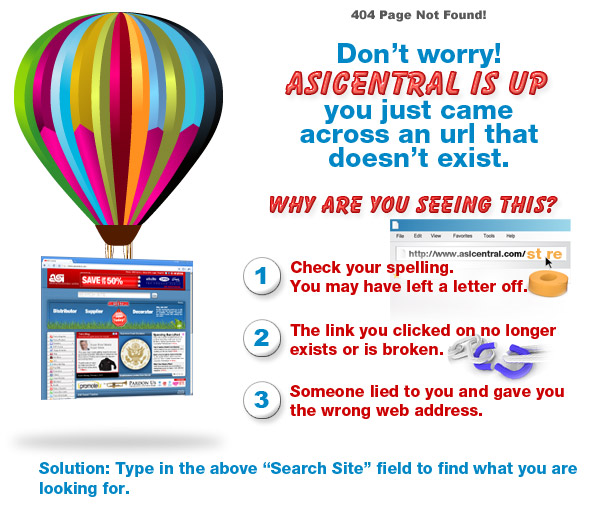 404 Page Not Found!
Don't worry!
ASICENTRAL IS UP
you just came
across an url that
doesn't exist.
WHY ARE YOU SEEING THIS?
File Edit View Favorites Tools Help
http://www.asicentral.com/st re
1
Check your spelling.
You may have left a letter off.
2
The link you clicked on no longer
exists or is broken.
3
Someone lied to you and gave you
the wrong web address.
ASI
SAVE UP TO 50%
Distributor Supplier Decorator
PARDON US
Solution: Type in the above “Search Site” field to find what you are
looking for.